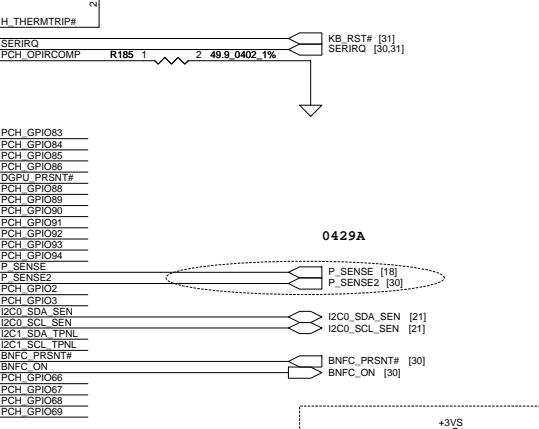 2
H_THERMTRIP#
KB_RST# [31]
SERIRQ SERIRQ [30,31]
PCH_OPIRCOMP R185 1 2 49.9_0402_1%
PCH_GPIO83
PCH_GPIO84
PCH_GPIO85
PCH_GPIO86
DGPU_PRSNT#
PCH_GPIO88
PCH_GPIO89
PCH_GPIO90
PCH_GPIO91
PCH_GPIO92
0429A
PCH_GPIO93
PCH_GPIO94
P_SENSE P_SENSE [18]
P_SENSE2 P_SENSE2 [30]
PCH_GPIO2
PCH_GPIO3
I2C0_SDA_SEN I2C0_SDA_SEN [21]
I2C0_SCL_SEN I2C0_SCL_SEN [21]
I2C1_SDA_TPNL
I2C1_SCL_TPNL
BNFC_PRSNT# BNFC_PRSNT# [30]
BNFC_ON BNFC_ON [30]
PCH_GPIO66
PCH_GPIO67
PCH_GPIO68
PCH_GPIO69
+3VS